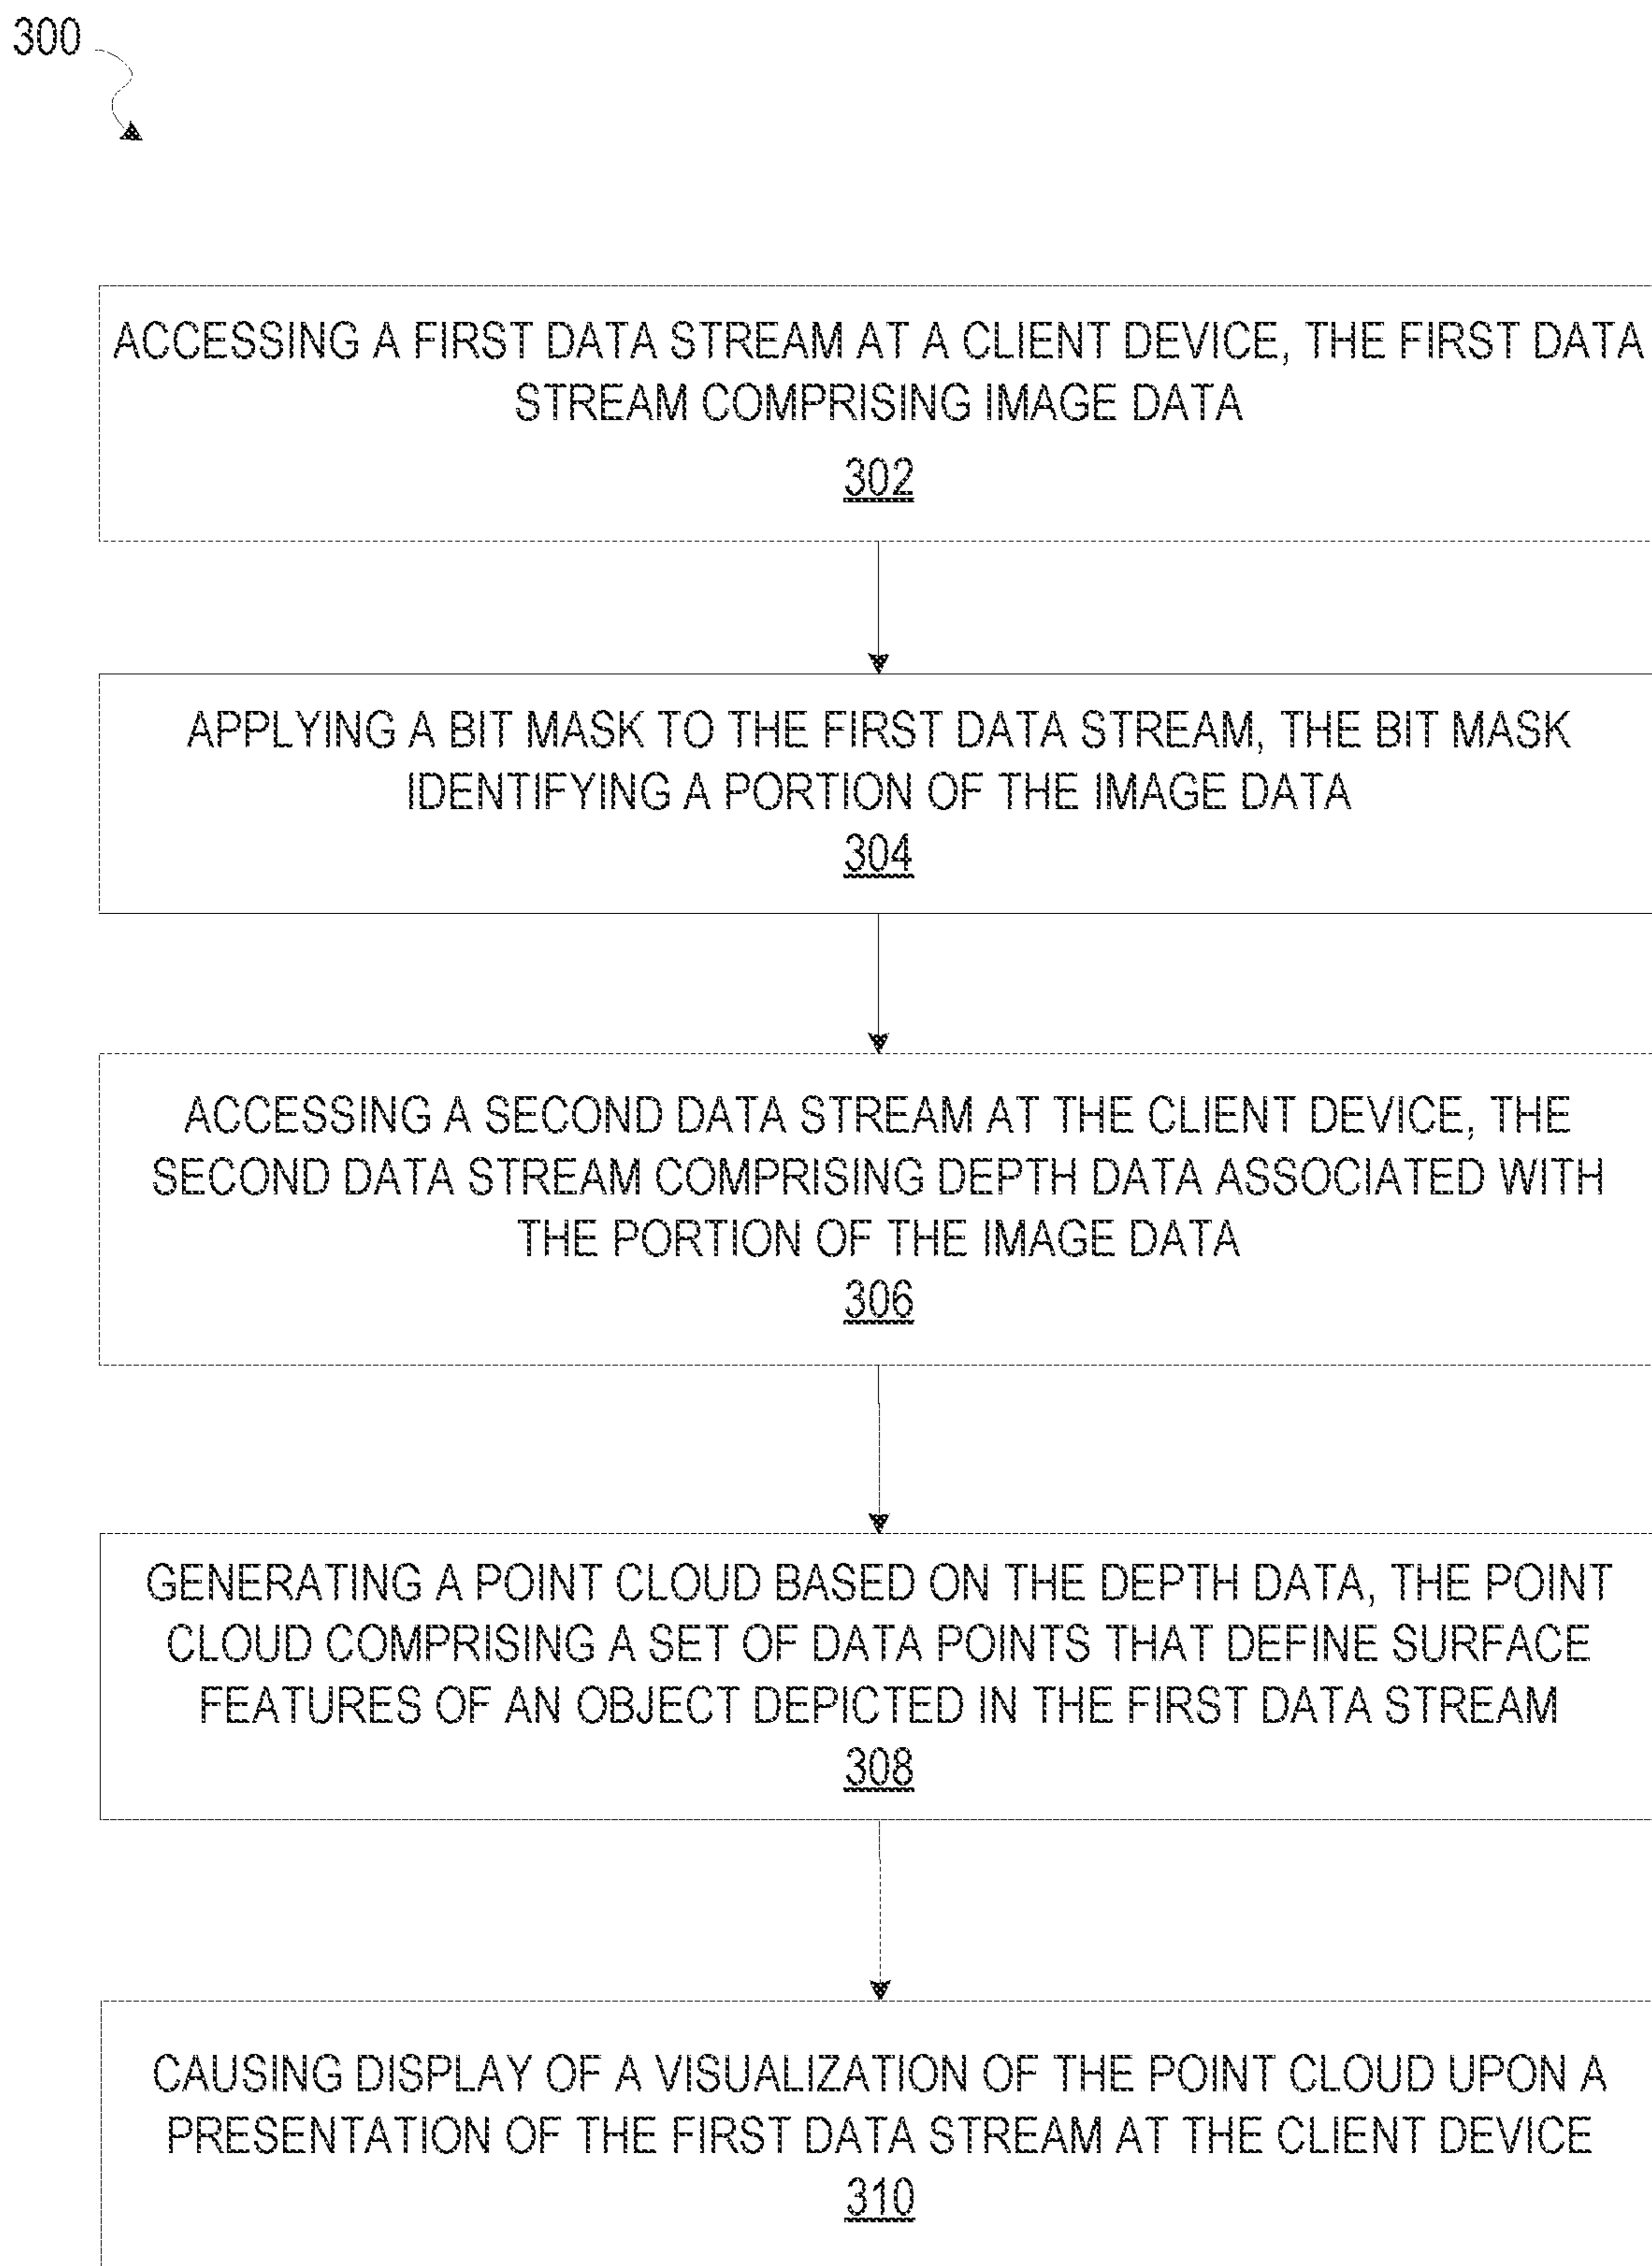 300
ACCESSING A FIRST DATA STREAM AT A CLIENT DEVICE, THE FIRST DATA
STREAM COMPRISING IMAGE DATA
302
APPLYING A BIT MASK TO THE FIRST DATA STREAM, THE BIT MASK
IDENTIFYING A PORTION OF THE IMAGE DATA
304
ACCESSING A SECOND DATA STREAM AT THE CLIENT DEVICE, THE
SECOND DATA STREAM COMPRISING DEPTH DATA ASSOCIATED WITH
THE PORTION OF THE IMAGE DATA
306
GENERATING A POINT CLOUD BASED ON THE DEPTH DATA, THE POINT
CLOUD COMPRISING A SET OF DATA POINTS THAT DEFINE SURFACE
FEATURES OF AN OBJECT DEPICTED IN THE FIRST DATA STREAM
308
CAUSING DISPLAY OF A VISUALIZATION OF THE POINT CLOUD UPON A
PRESENTATION OF THE FIRST DATA STREAM AT THE CLIENT DEVICE
310